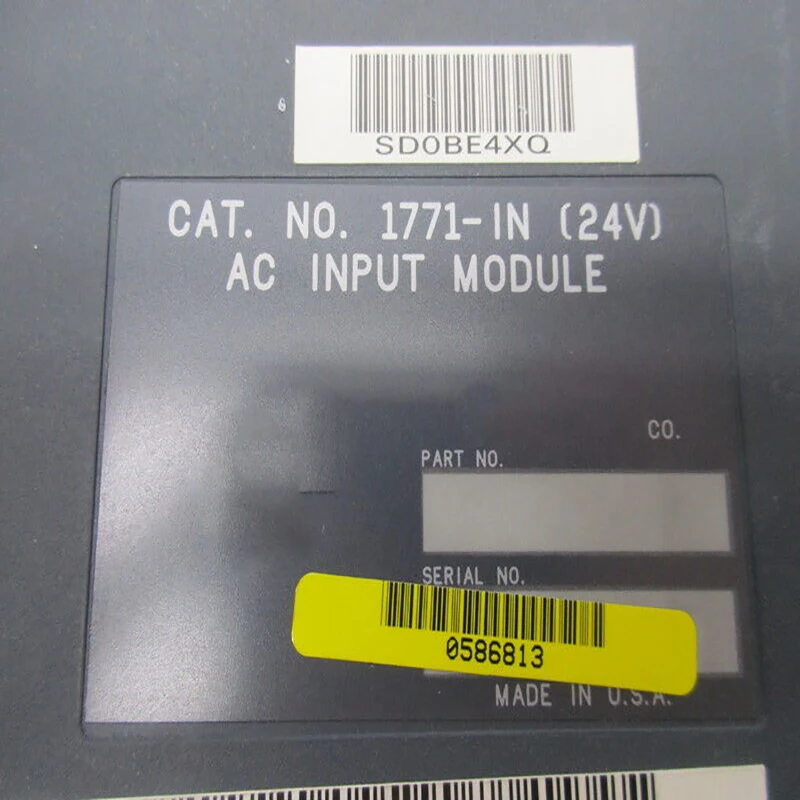 SD0BE4XQ
CAT. NO. 1771-IN (24V)
AC INPUT MODULE
CO.
PART NO.
SERIAL NO.
0586813
MADE IN U.S.A.